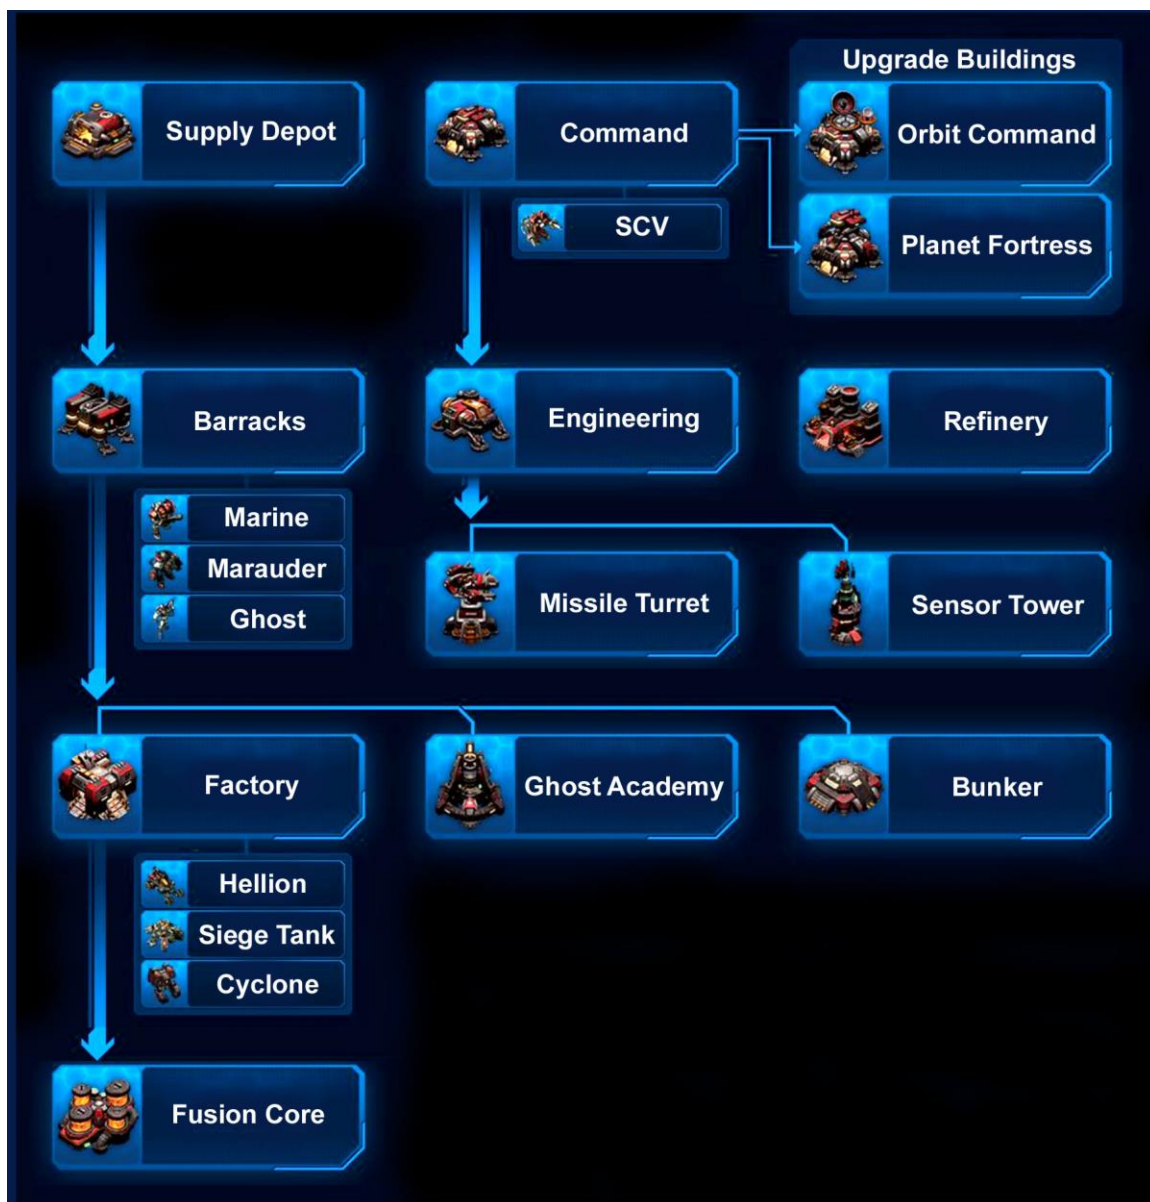 Upgrade Buildings
Supply Depot
Command
Orbit Command
SCV
Planet Fortress
Barracks
Engineering
Refinery
Marine
Marauder
Ghost
Missile Turret
Sensor Tower
Factory
Ghost Academy
Bunker
Hellion
Siege Tank
Cyclone
Fusion Core